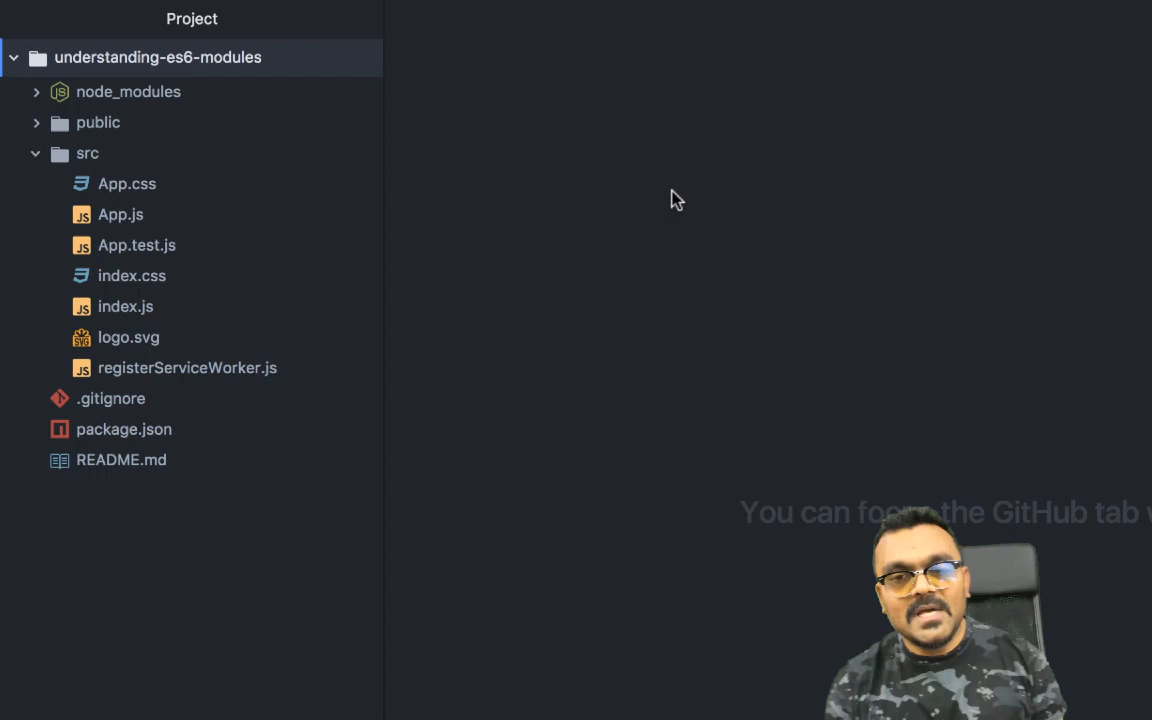 Project
understanding-es6-modules
node_modules
public
src
App.css
App.js
App.test.js
index.css
index.js
logo.svg
registerServiceWorker.js
.gitignore
package.json
README.md
You can focus the GitHub tab